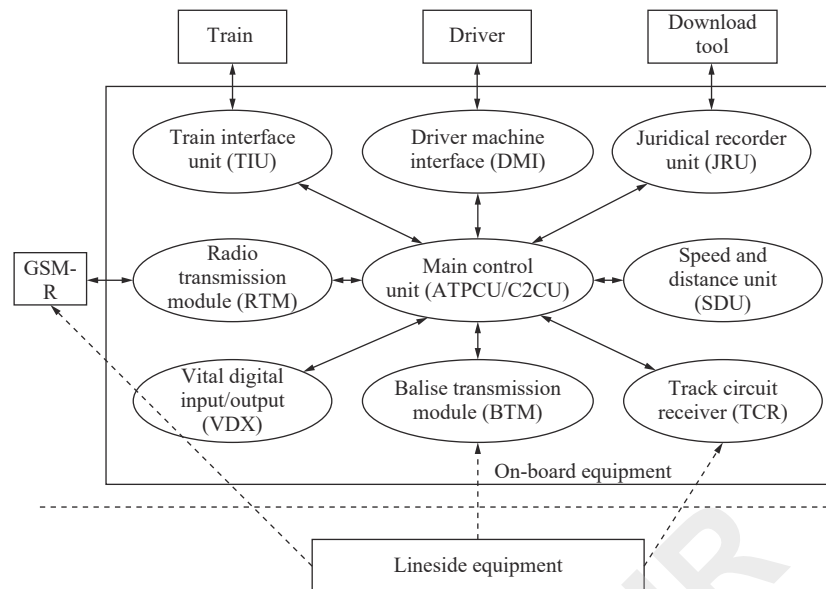 Train
Driver
Download
tool
Train interface
unit (TIU)
Driver machine
interface (DMI)
Juridical recorder
unit (JRU)
GSM-
R
Radio
transmission
module (RTM)
Main control
unit (ATPCU/C2CU)
Speed and
distance unit
(SDU)
Vital digital
input/output
(VDX)
Balise transmission
module (BTM)
Track circuit
receiver (TCR)
On-board equipment
Lineside equipment